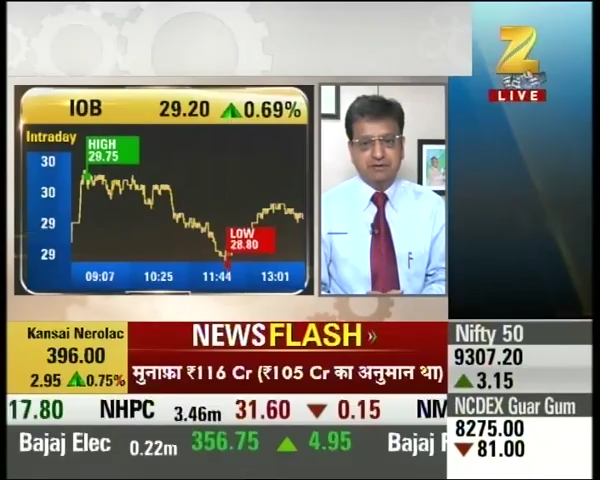 LIVE
IOB 29.20 0.69%
Intraday
30
30
29
29
HIGH
29.75
LOW
28.80
09:07 10:25 11:44 13:01
Kansai Nerolac
396.00
2.95 0.75%
NEWSFLASH
मुनाफ़ा ₹116 Cr (₹105 Cr का अनुमान था)
Nifty 50
9307.20
3.15
NCDEX Guar Gum
8275.00
81.00
17.80 NHPC 3.46m 31.60 0.15 NM
Bajaj Elec 0.22m 356.75 4.95 Bajaj